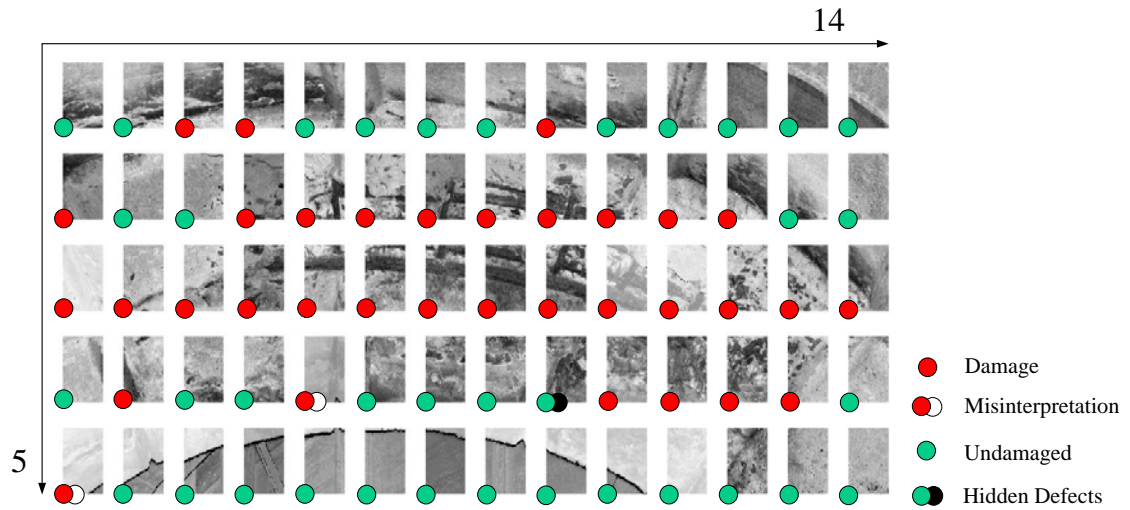 14
5
Damage
Misinterpretation
Undamaged
Hidden Defects